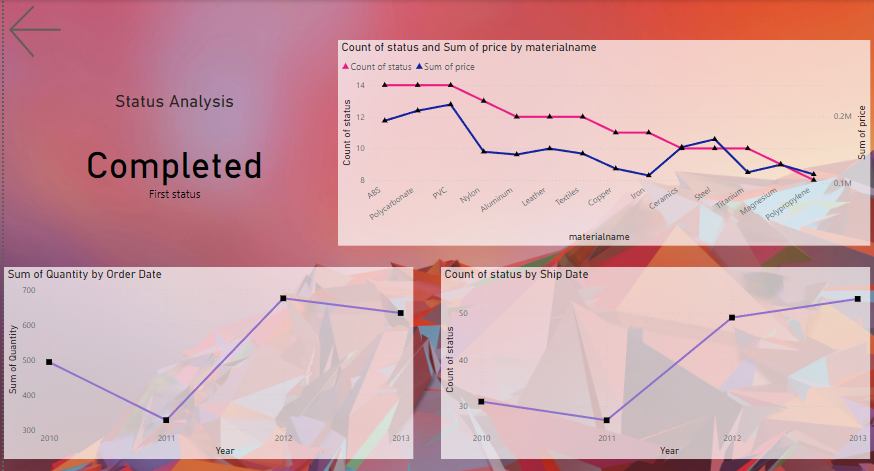 Status Analysis
Completed
First status
Count of status and Sum of price by materialname
Count of status Sum of price
14
12
10
8
Count of status
0.2M
0.1M
Sum of price
ABS
Polycarbonate
PVC
Nylon
Aluminum
Leather
Textiles
Copper
Iron
Ceramics
Steel
Titanium
Magnesium
Polypropylene
materialname
Sum of Quantity by Order Date
700
600
500
400
300
Sum of Quantity
2010 2011 2012 2013
Year
Count of status by Ship Date
50
40
30
Count of status
2010 2011 2012 2013
Year